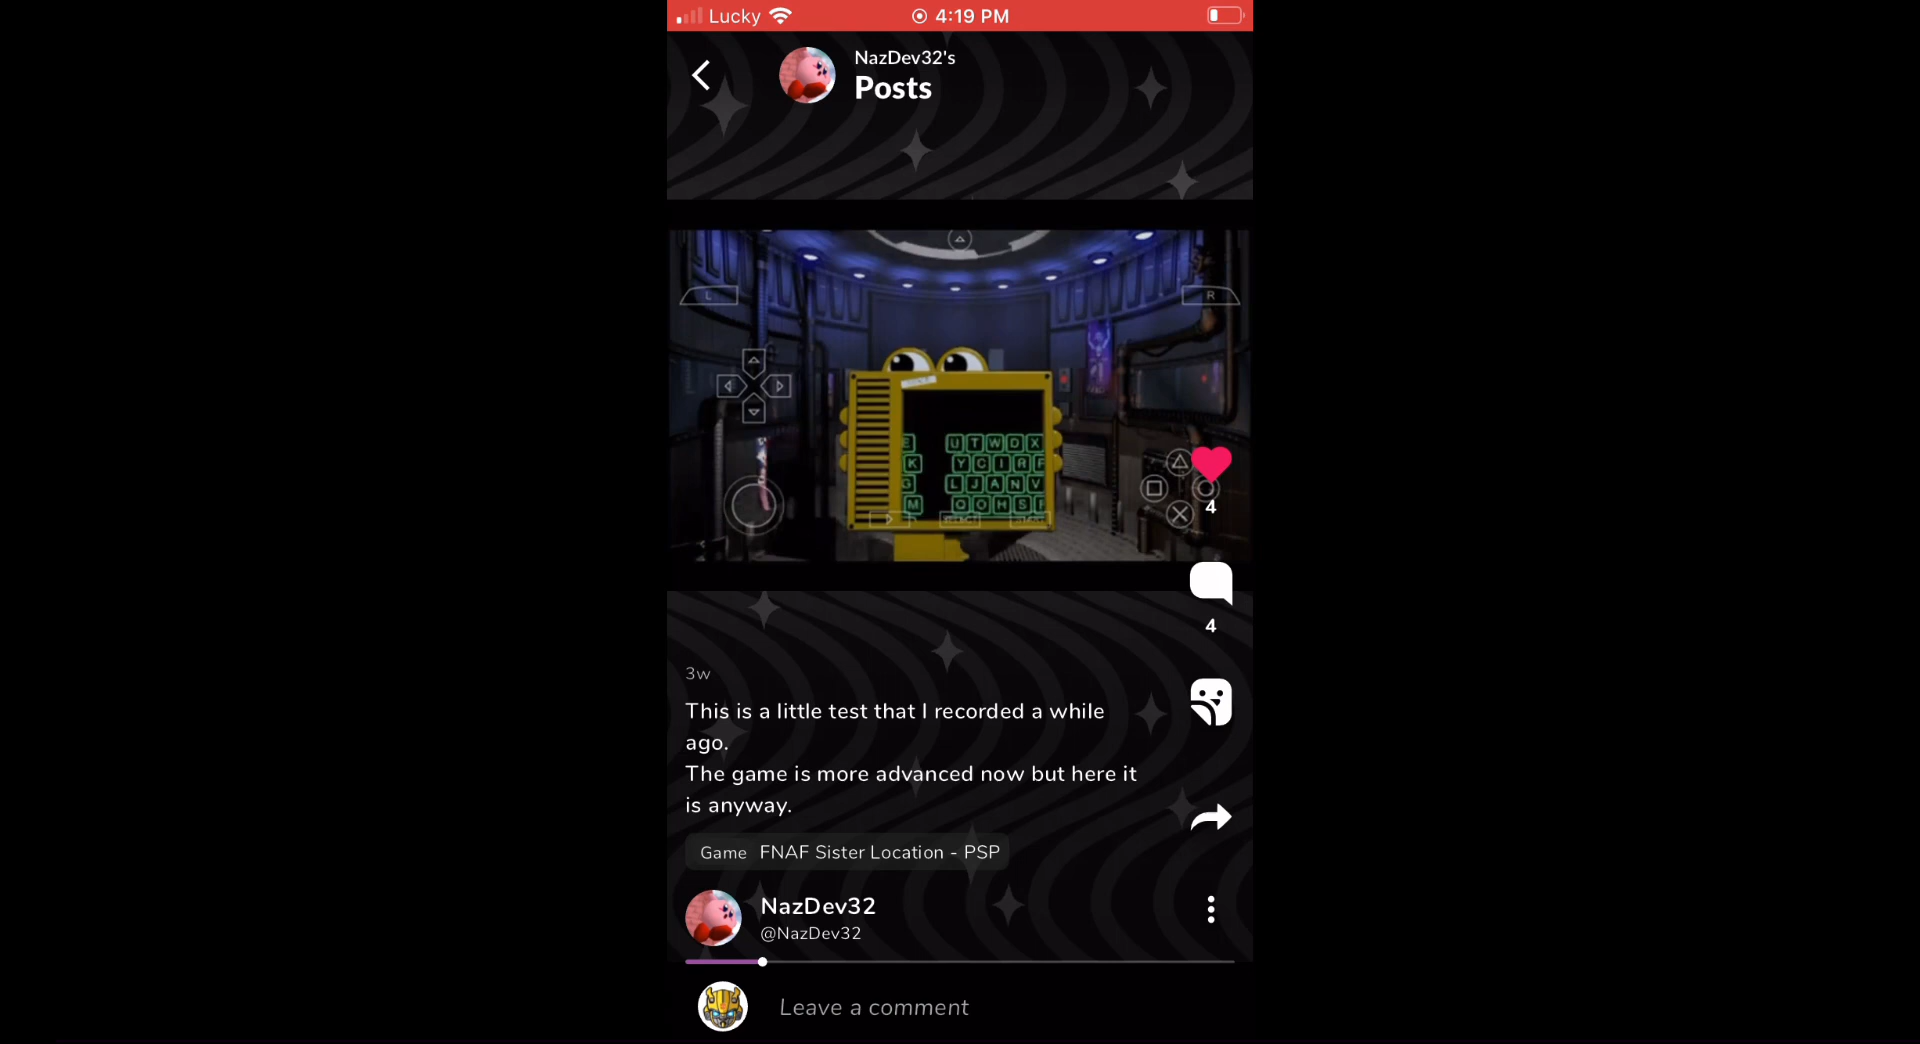 Lucky 4:19 PM
NazDev32's
Posts
L R
E U T W D X
K Y C I R F
G L J A N V
M O O H S
4
4
3w
This is a little test that I recorded a while
ago.
The game is more advanced now but here it
is anyway.
Game FNAF Sister Location - PSP
NazDev32
@NazDev32
Leave a comment